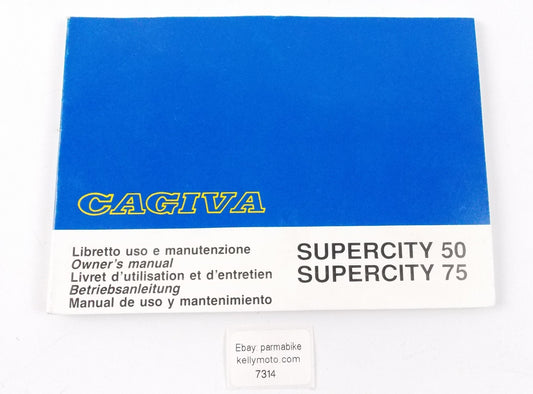 CAGIVA
Libretto uso e manutenzione
Owner's manual
Livret d'utilisation et d'entretien
Betriebsanleitung
Manual de uso y mantenimiento
SUPERCITY 50
SUPERCITY 75
Ebay: parmabike
kellymoto.com
7314